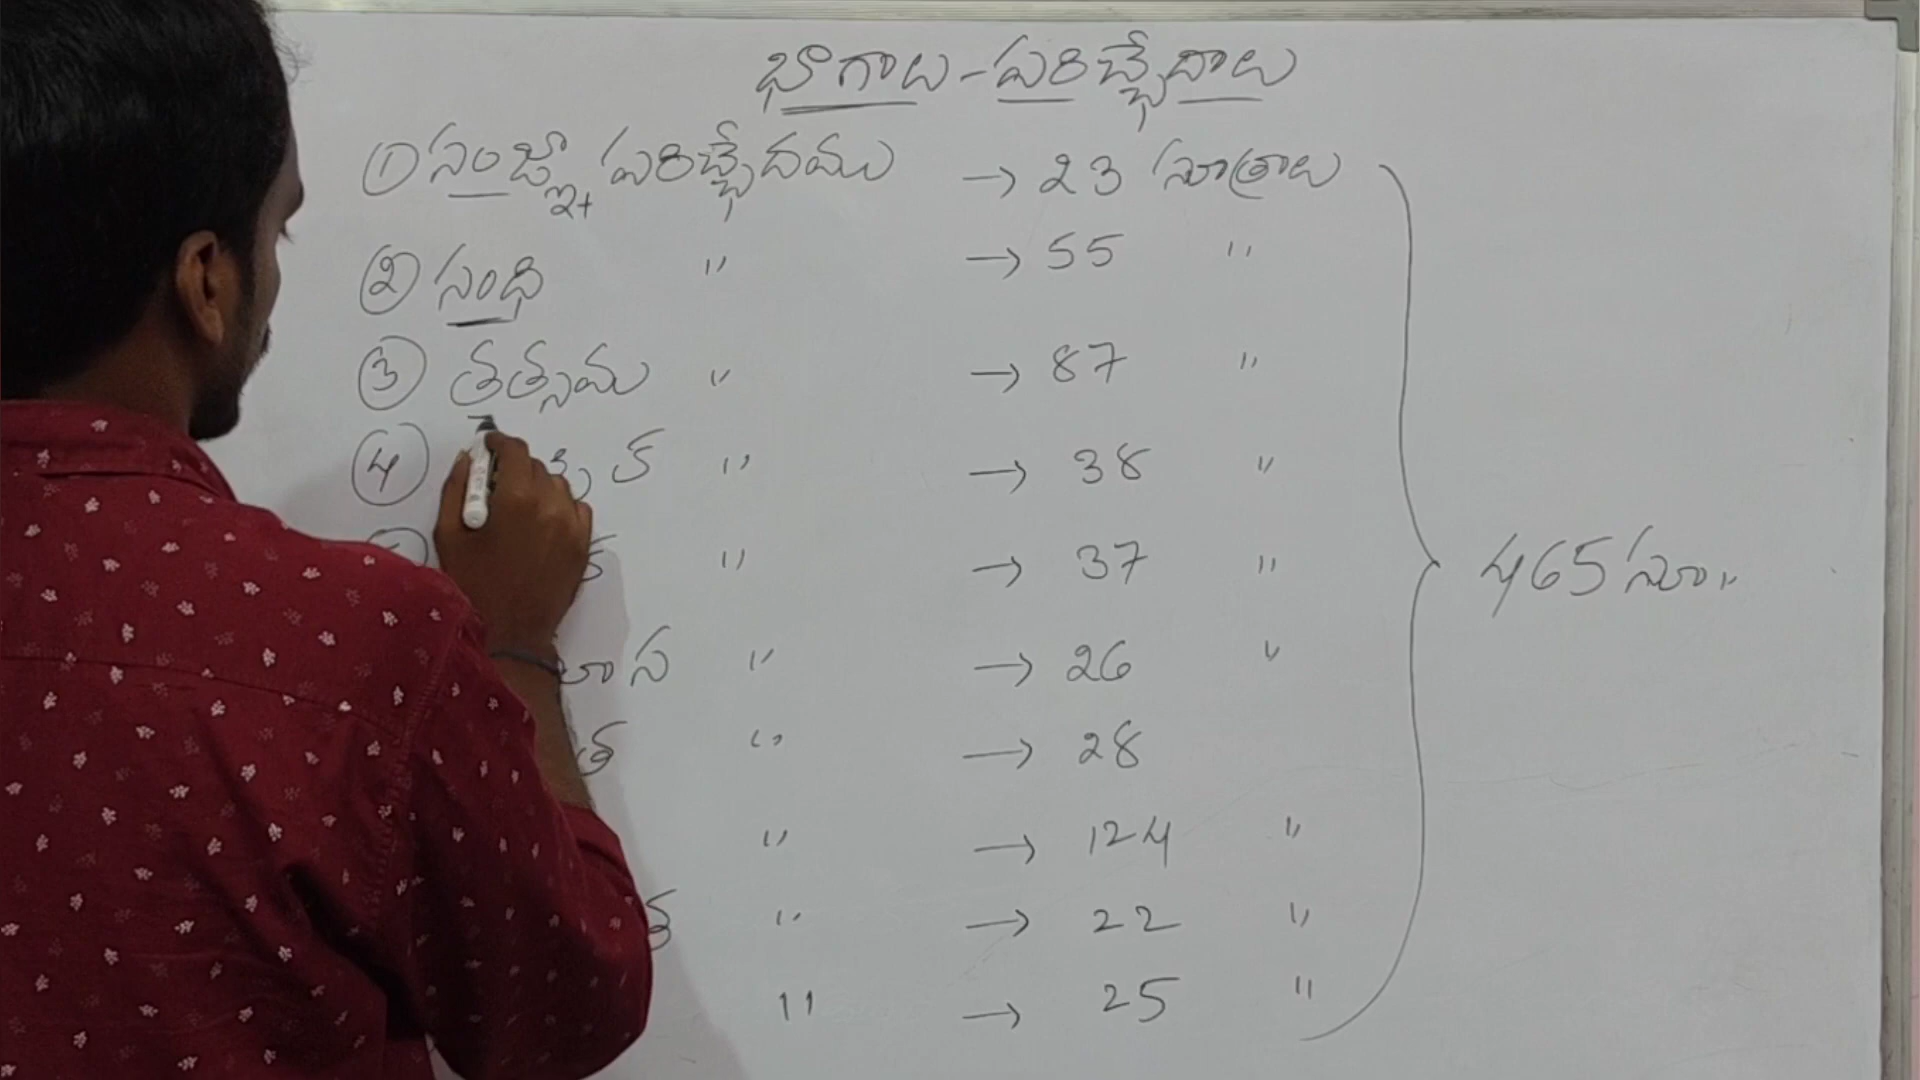 భాగాలు - పరిచ్ఛేదాలు
① సంజ్ఞా పరిచ్ఛేదము → 23 సూత్రాలు
② సంధి " → 55 "
③ తత్సమ " → 87 "
④ " → 38 "
" → 37 "
" → 26 "
" → 28
" → 124 "
" → 22 "
" → 25 "
465 సూ..